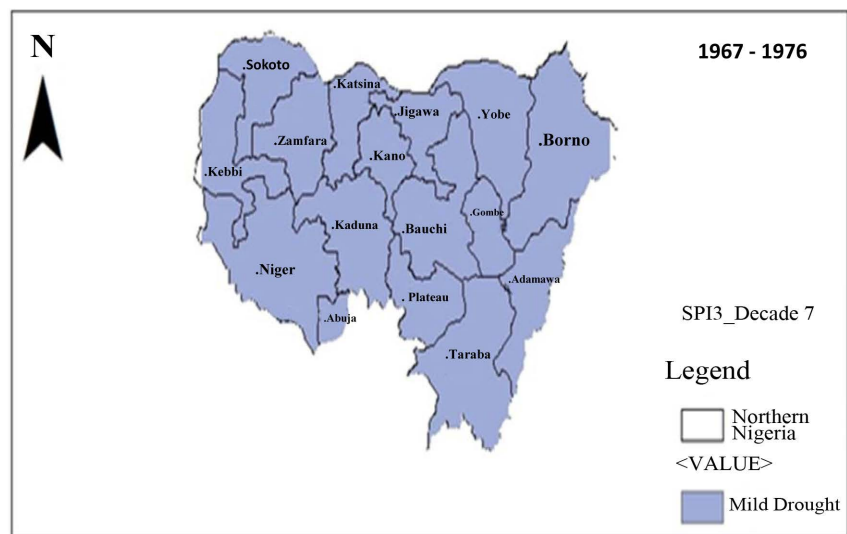 N
1967 - 1976
.Sokoto
.Katsina
.Jigawa
.Yobe
.Zamfara
.Borno
.Kano
.Kebbi
.Gombe
.Kaduna
.Bauchi
.Niger
.Adamawa
. Plateau
.Abuja
SPI3_Decade 7
.Taraba
Legend
Northern
Nigeria
<VALUE>
Mild Drought